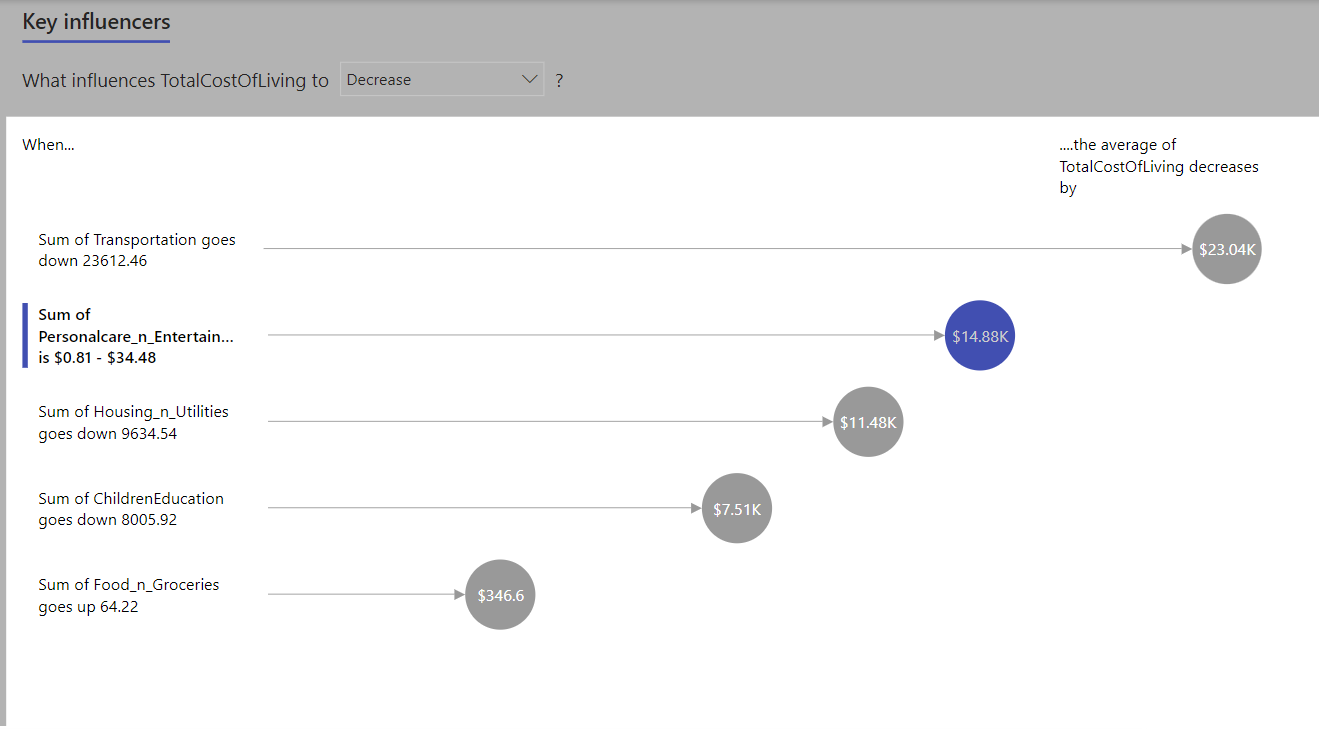 Key influencers
What influences TotalCostOfLiving to Decrease ?
When...
....the average of
TotalCostOfLiving decreases
by
Sum of Transportation goes
down 23612.46
$23.04K
Sum of
Personalcare_n_Entertain...
is $0.81 - $34.48
$14.88K
Sum of Housing_n_Utilities
goes down 9634.54
$11.48K
Sum of ChildrenEducation
goes down 8005.92
$7.51K
Sum of Food_n_Groceries
goes up 64.22
$346.6